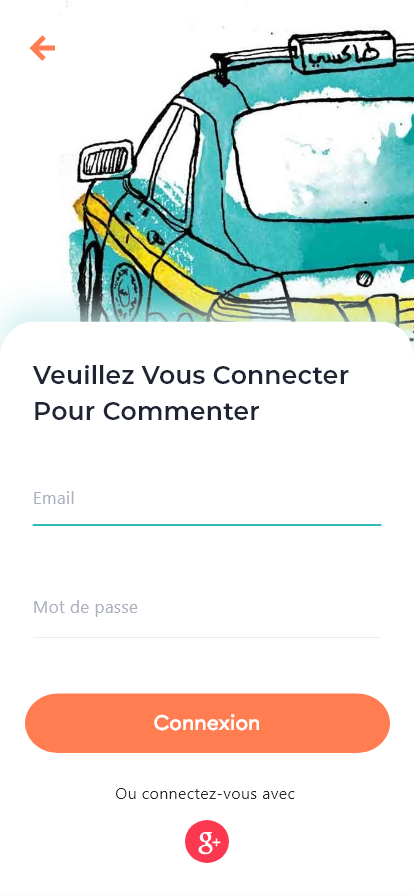 طاكسي
Veuillez Vous Connecter
Pour Commenter
Email
Mot de passe
Connexion
Ou connectez-vous avec
g+